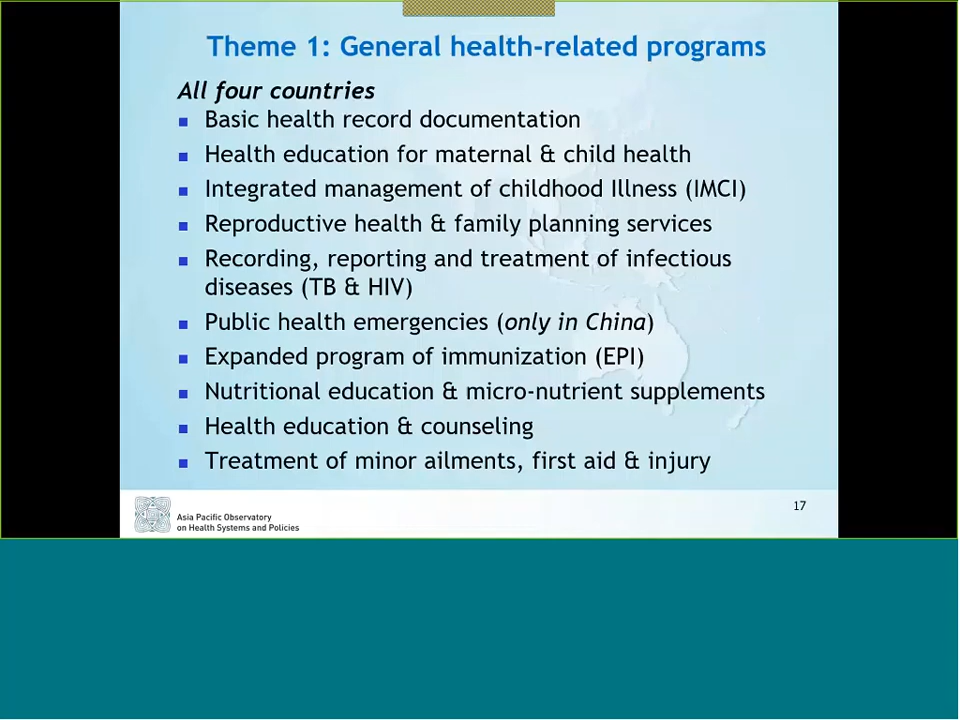 Theme 1: General health-related programs
All four countries
Basic health record documentation
Health education for maternal & child health
Integrated management of childhood Illness (IMCI)
Reproductive health & family planning services
Recording, reporting and treatment of infectious
diseases (TB & HIV)
Public health emergencies (only in China)
Expanded program of immunization (EPI)
Nutritional education & micro-nutrient supplements
Health education & counseling
Treatment of minor ailments, first aid & injury
17
Asia Pacific Observatory
on Health Systems and Policies